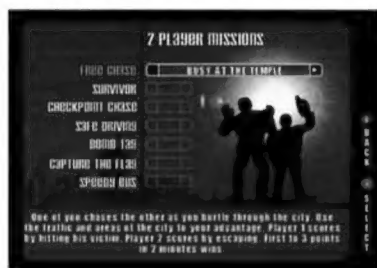 2 PLAYER MISSIONS
FREE CHASE
BUSY AT THE TEMPLE
SURVIVOR
CHECKPOINT CHASE
SAFE DRIVING
BOMB TAG
CAPTURE THE FLAG
SPEEDY BUS
BACK
SELECT
One of you chases the other as you hurtle through the city. Use
the traffic and areas of the city to your advantage. Player 1 scores
by hitting his victim. Player 2 scores by escaping. First to 3 points
in 2 minutes wins